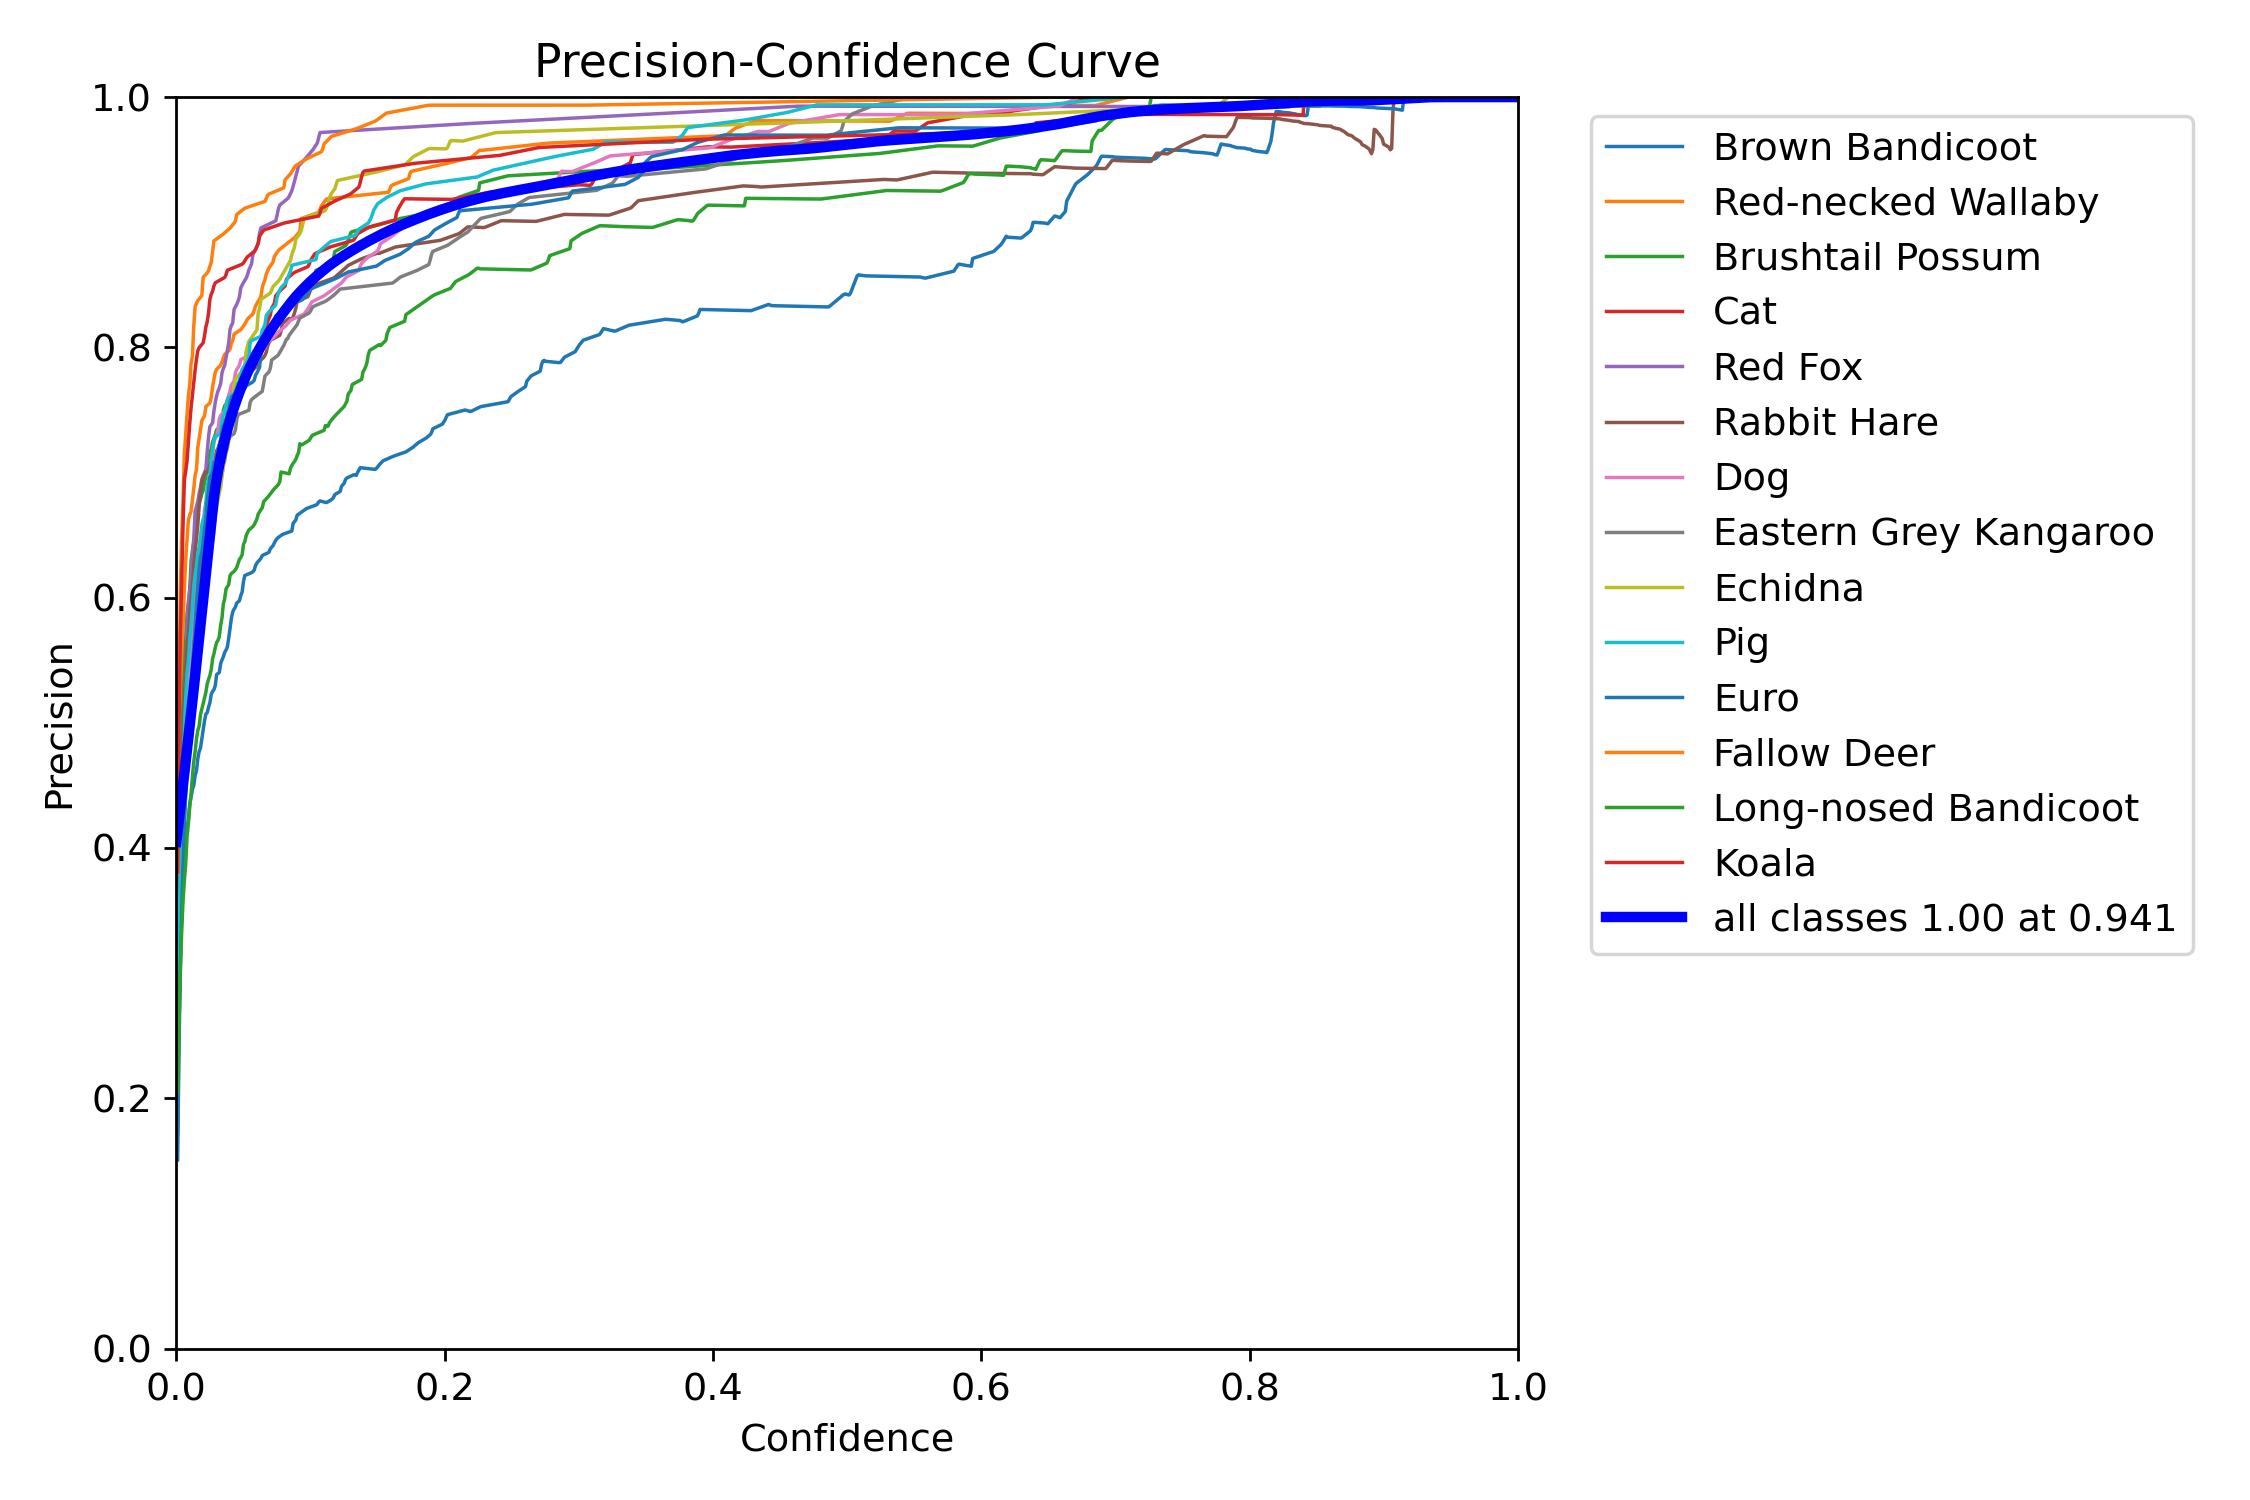 Precision-Confidence Curve
1.0
0.8
0.6
0.4
0.2
0.0
Precision
0.0 0.2 0.4 0.6 0.8 1.0
Confidence
Brown Bandicoot
Red-necked Wallaby
Brushtail Possum
Cat
Red Fox
Rabbit Hare
Dog
Eastern Grey Kangaroo
Echidna
Pig
Euro
Fallow Deer
Long-nosed Bandicoot
Koala
all classes 1.00 at 0.941